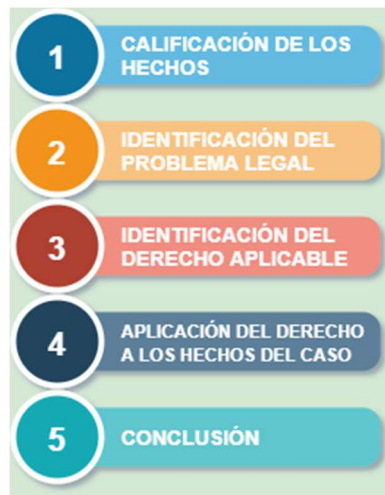 1
CALIFICACIÓN DE LOS
HECHOS
2
IDENTIFICACIÓN DEL
PROBLEMA LEGAL
3
IDENTIFICACIÓN DEL
DERECHO APLICABLE
4
APLICACIÓN DEL DERECHO
A LOS HECHOS DEL CASO
5
CONCLUSIÓN